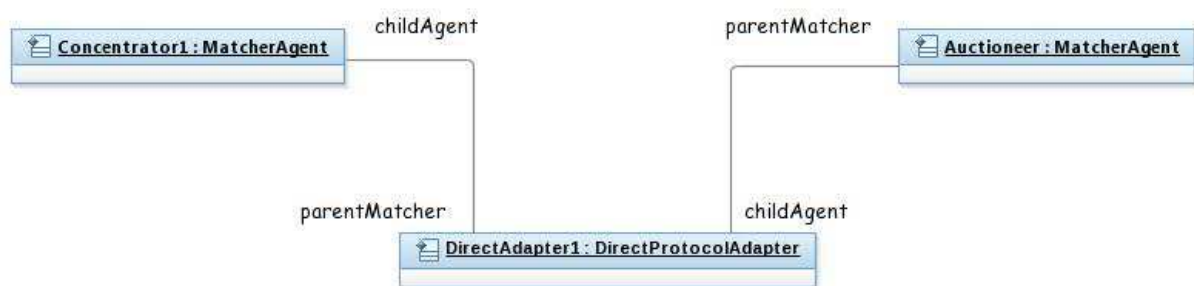 childAgent
parentMatcher
Concentrator1 : MatcherAgent
Auctioneer : MatcherAgent
parentMatcher
childAgent
DirectAdapter1 : DirectProtocolAdapter